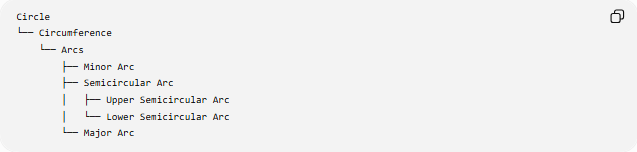 Circle
└── Circumference
    └── Arcs
        ├── Minor Arc
        ├── Semicircular Arc
        │   ├── Upper Semicircular Arc
        │   └── Lower Semicircular Arc
        └── Major Arc